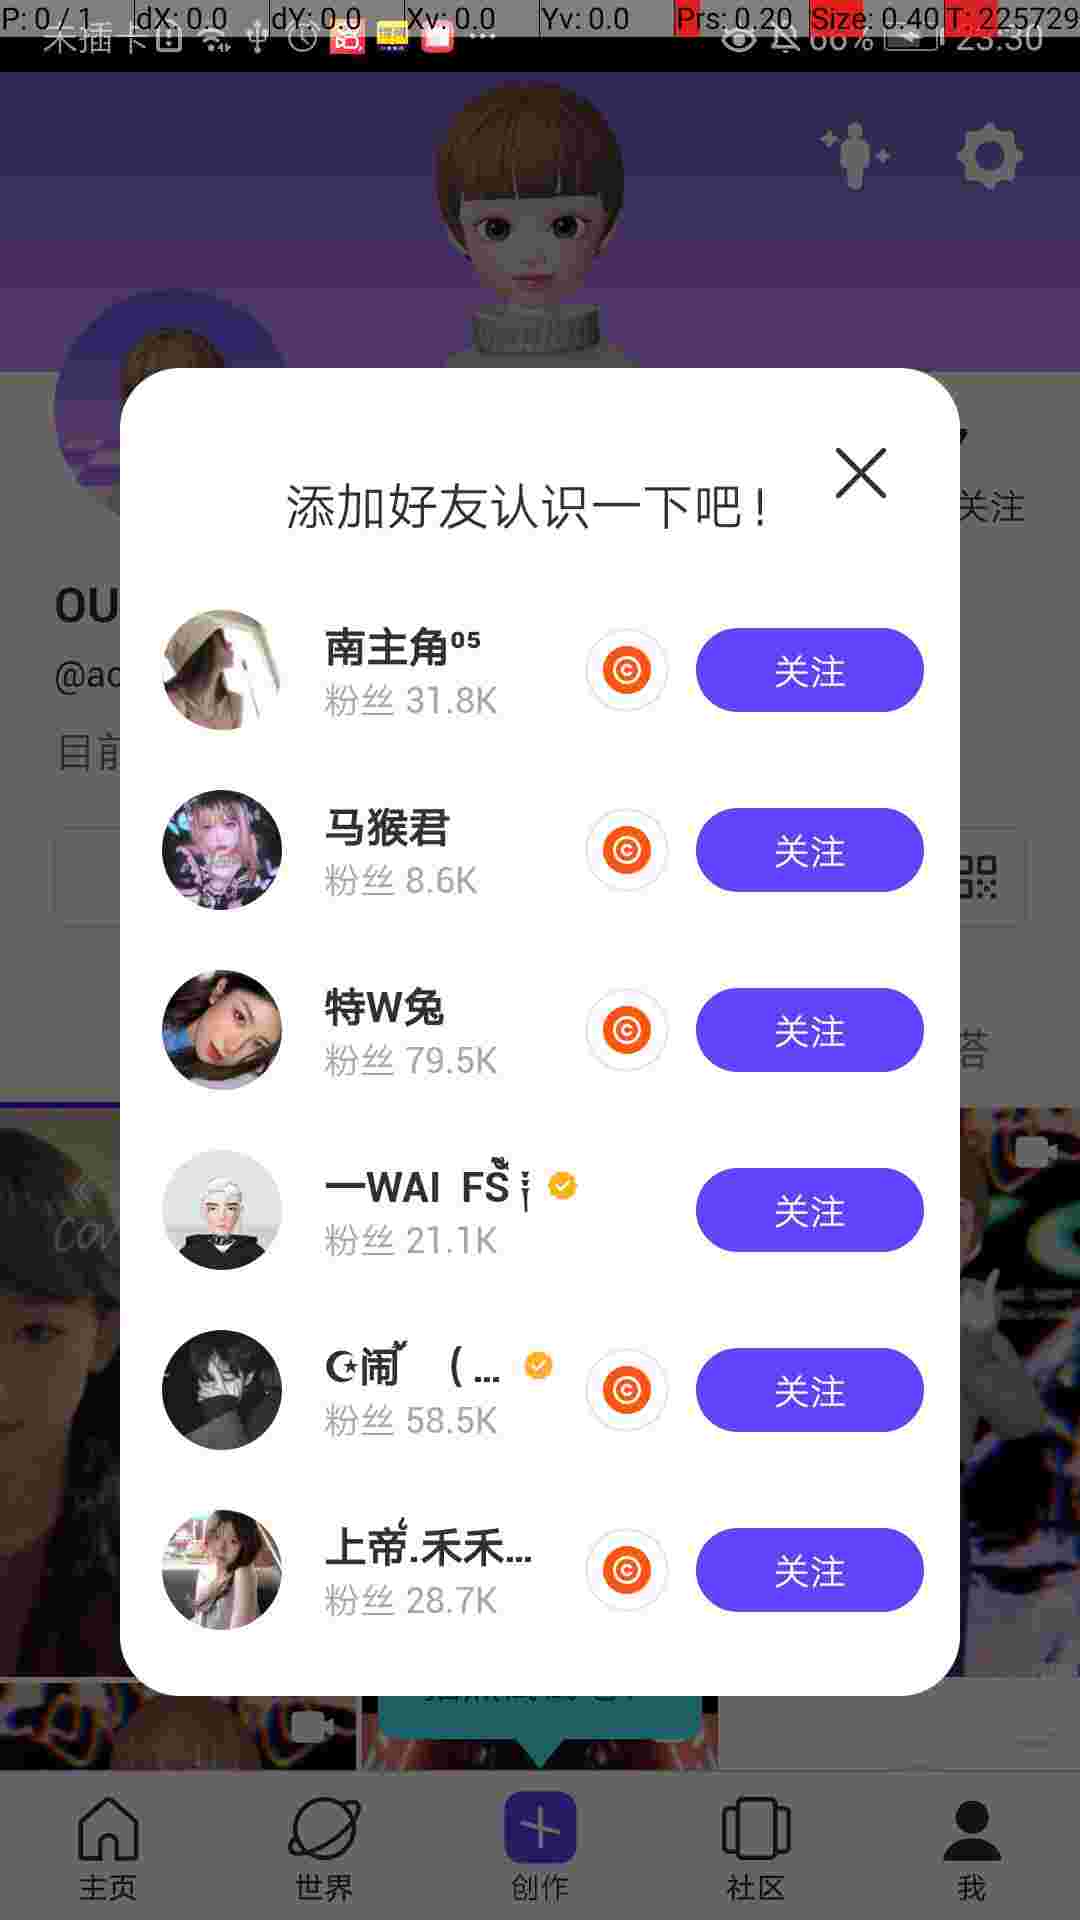 P: 0 / 1 dX: 0.0 dY: 0.0 Xv: 0.0 Yv: 0.0 Prs: 0.20 Size: 0.40 T: 225729
未插卡 66% 23:30
添加好友认识一下吧!
关注
OU
南主角⁰⁵
粉丝 31.8K
关注
@ac
目前
马猴君
粉丝 8.6K
关注
特W兔
粉丝 79.5K
关注
答
一WAI FS
粉丝 21.1K
关注
cov
☪闹 ( ...
粉丝 58.5K
关注
上帝.禾禾...
粉丝 28.7K
关注
主页 世界 创作 社区 我